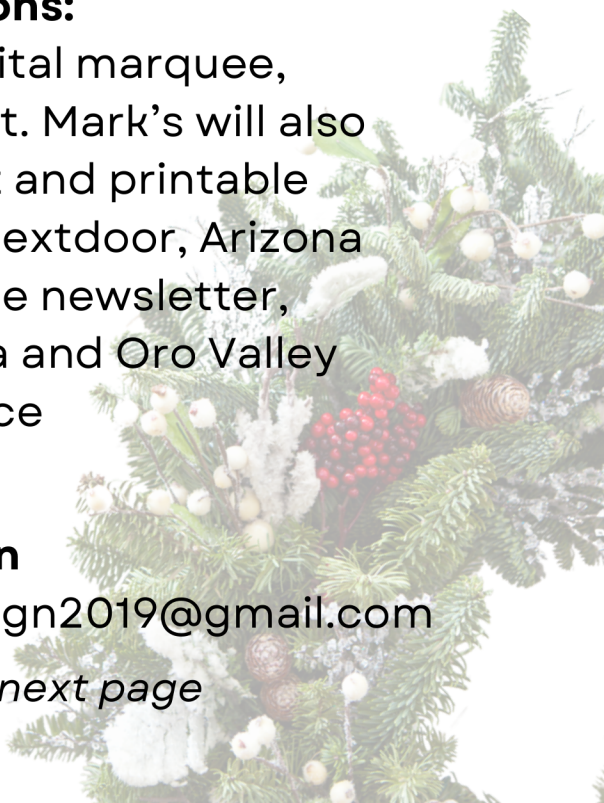 ons:
ital marquee,
t. Mark’s will also
t and printable
extdoor, Arizona
e newsletter,
a and Oro Valley
ce
n
gn2019@gmail.com
next page